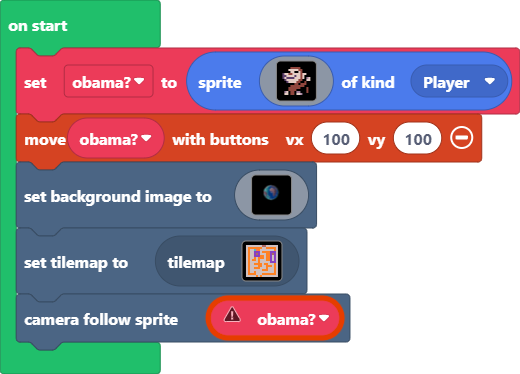 on start
set obama? to sprite of kind Player
move obama? with buttons vx 100 vy 100
set background image to
set tilemap to tilemap
camera follow sprite obama?